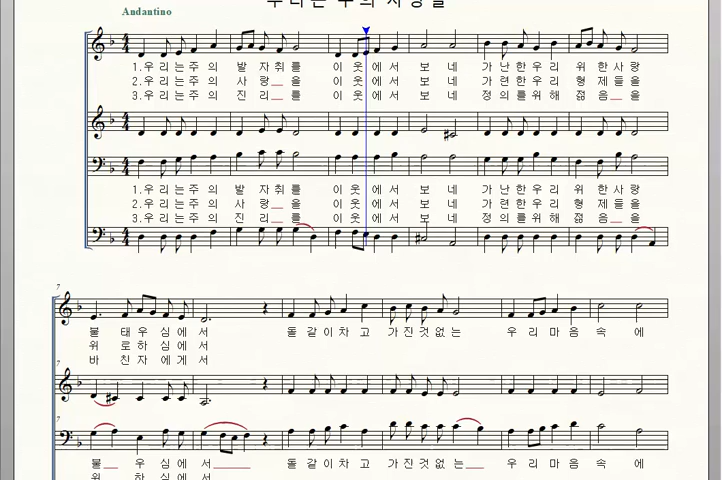 Andantino
1.우 리 는 주 의 발 자 취 를 이 웃 에 서 보 네 가 난 한 우 리 위 한 사 랑
2.우 리 는 주 의 사 랑 을 이 웃 에 서 보 네 가 련 한 우 리 형 제 들 을
3.우 리 는 주 의 진 리 를 이 웃 에 서 보 네 정 의 를 위 해 젊 음 을
1.우 리 는 주 의 발 자 취 를 이 웃 에 서 보 네 가 난 한 우 리 위 한 사 랑
2.우 리 는 주 의 사 랑 을 이 웃 에 서 보 네 가 련 한 우 리 형 제 들 을
3.우 리 는 주 의 진 리 를 이 웃 에 서 보 네 정 의 를 위 해 젊 음 을
7
불 태 우 심 에 서 돌 같 이 차 고 가 진 것 없 는 우 리 마 음 속 에
위 로 하 심 에 서
바 친 자 에 게 서
7
7
불 우 심 에 서 돌 같 이 차 고 가 진 것 없 는 우 리 마 음 속 에
위 하 심 에 서